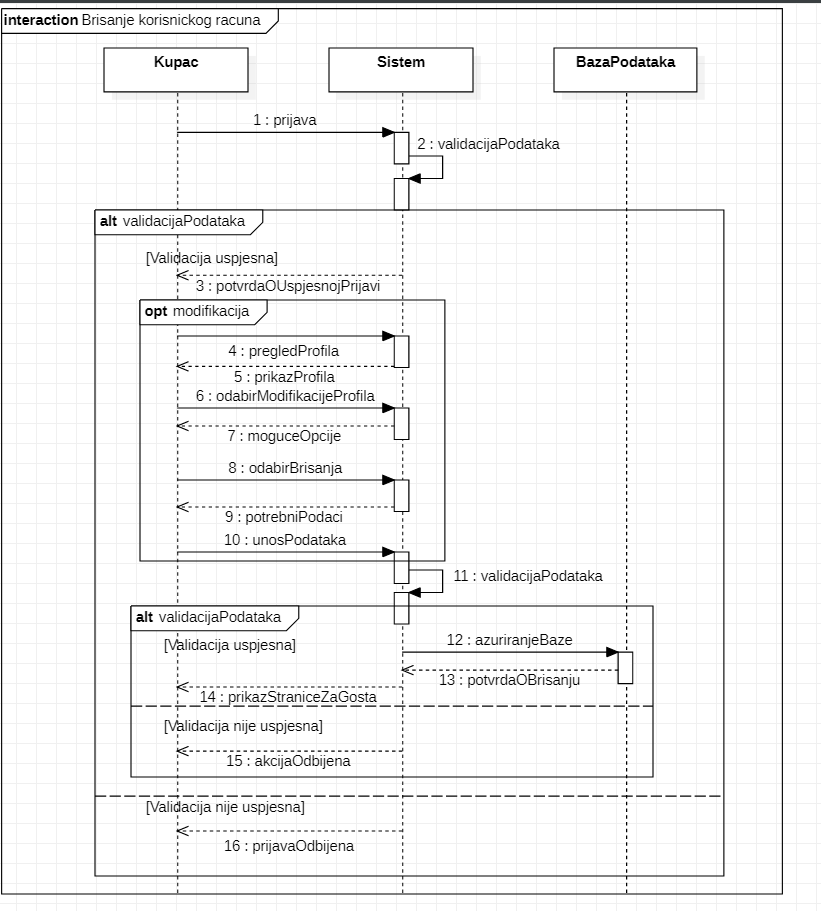 interaction Brisanje korisnickog racuna
Kupac
Sistem
BazaPodataka
1 : prijava
2 : validacijaPodataka
alt validacijaPodataka
[Validacija uspjesna]
3 : potvrdaOUspjesnojPrijavi
opt modifikacija
4 : pregledProfila
5 : prikazProfila
6 : odabirModifikacijeProfila
7 : moguceOpcije
8 : odabirBrisanja
9 : potrebniPodaci
10 : unosPodataka
11 : validacijaPodataka
alt validacijaPodataka
[Validacija uspjesna]
12 : azuriranjeBaze
13 : potvrdaOBrisanju
14 : prikazStraniceZaGosta
[Validacija nije uspjesna]
15 : akcijaOdbijena
[Validacija nije uspjesna]
16 : prijavaOdbijena